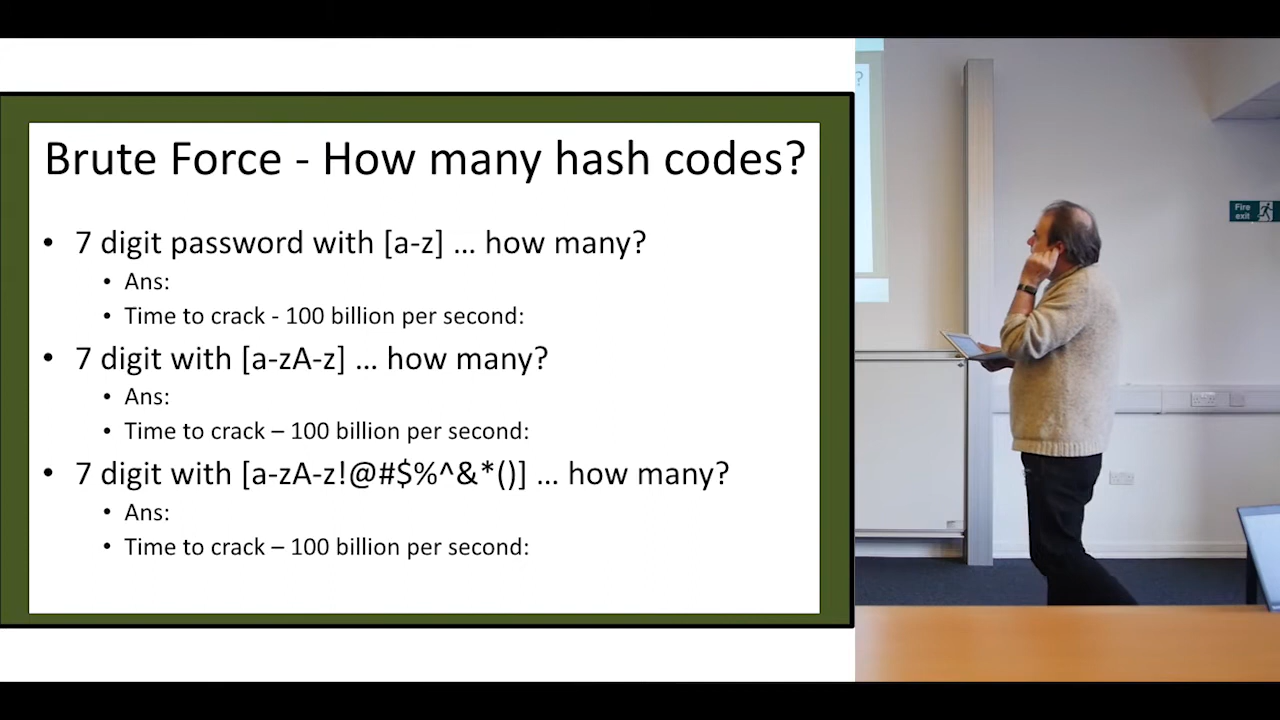 Brute Force - How many hash codes?
• 7 digit password with [a-z] … how many?
• Ans:
• Time to crack - 100 billion per second:
• 7 digit with [a-zA-z] … how many?
• Ans:
• Time to crack – 100 billion per second:
• 7 digit with [a-zA-z!@#$%^&*()] … how many?
• Ans:
• Time to crack – 100 billion per second:
?
Fire
exit